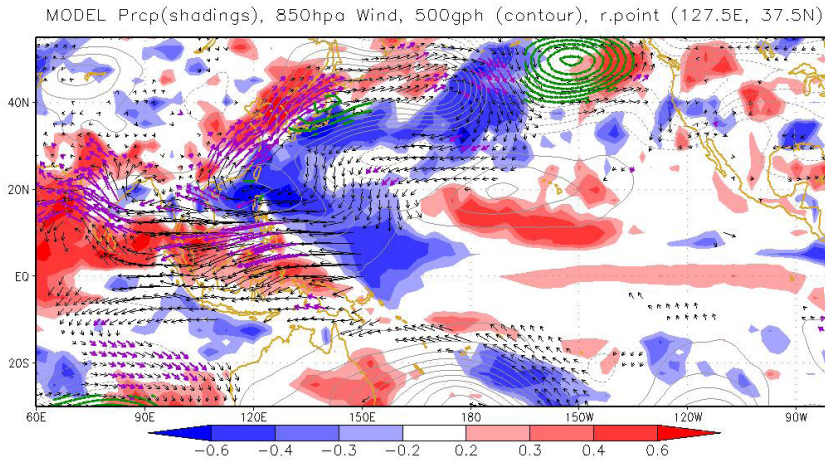 MODEL Prcp(shadings), 850hpa Wind, 500gph (contour), r.point (127.5E, 37.5N)
40N
20N
EQ
20S
60E 90E 120E 150E 180 150W 120W 90W
-0.6 -0.4 -0.3 -0.2 0.2 0.3 0.4 0.6